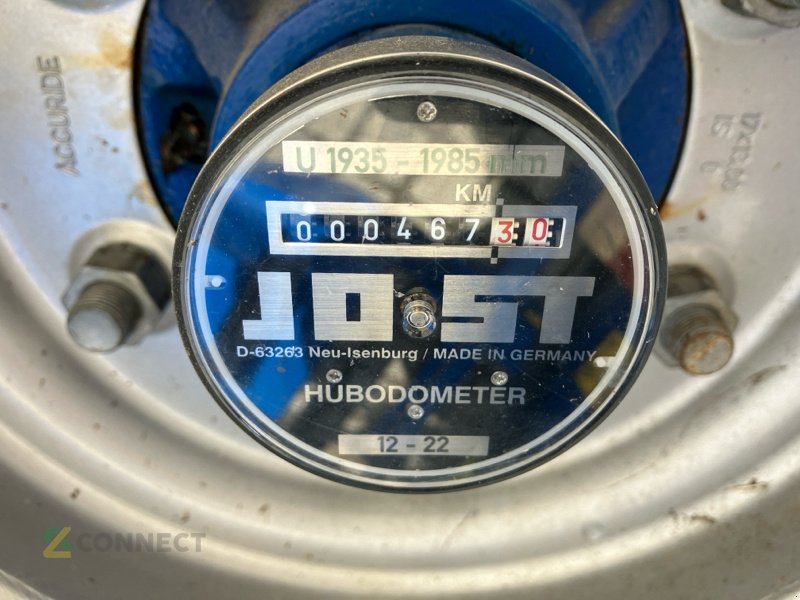 ACCURIDE
U 1935 - 1985 mm
KM
00046730
JOST
D-63263 Neu-Isenburg / MADE IN GERMANY
HUBODOMETER
12 - 22
CONNECT